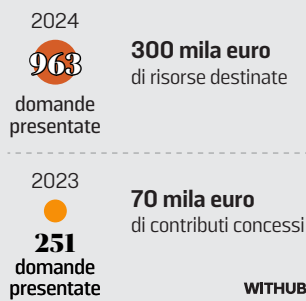 2024
963
domande
presentate
300 mila euro
di risorse destinate
2023
251
domande
presentate
70 mila euro
di contributi concessi
WITHUB